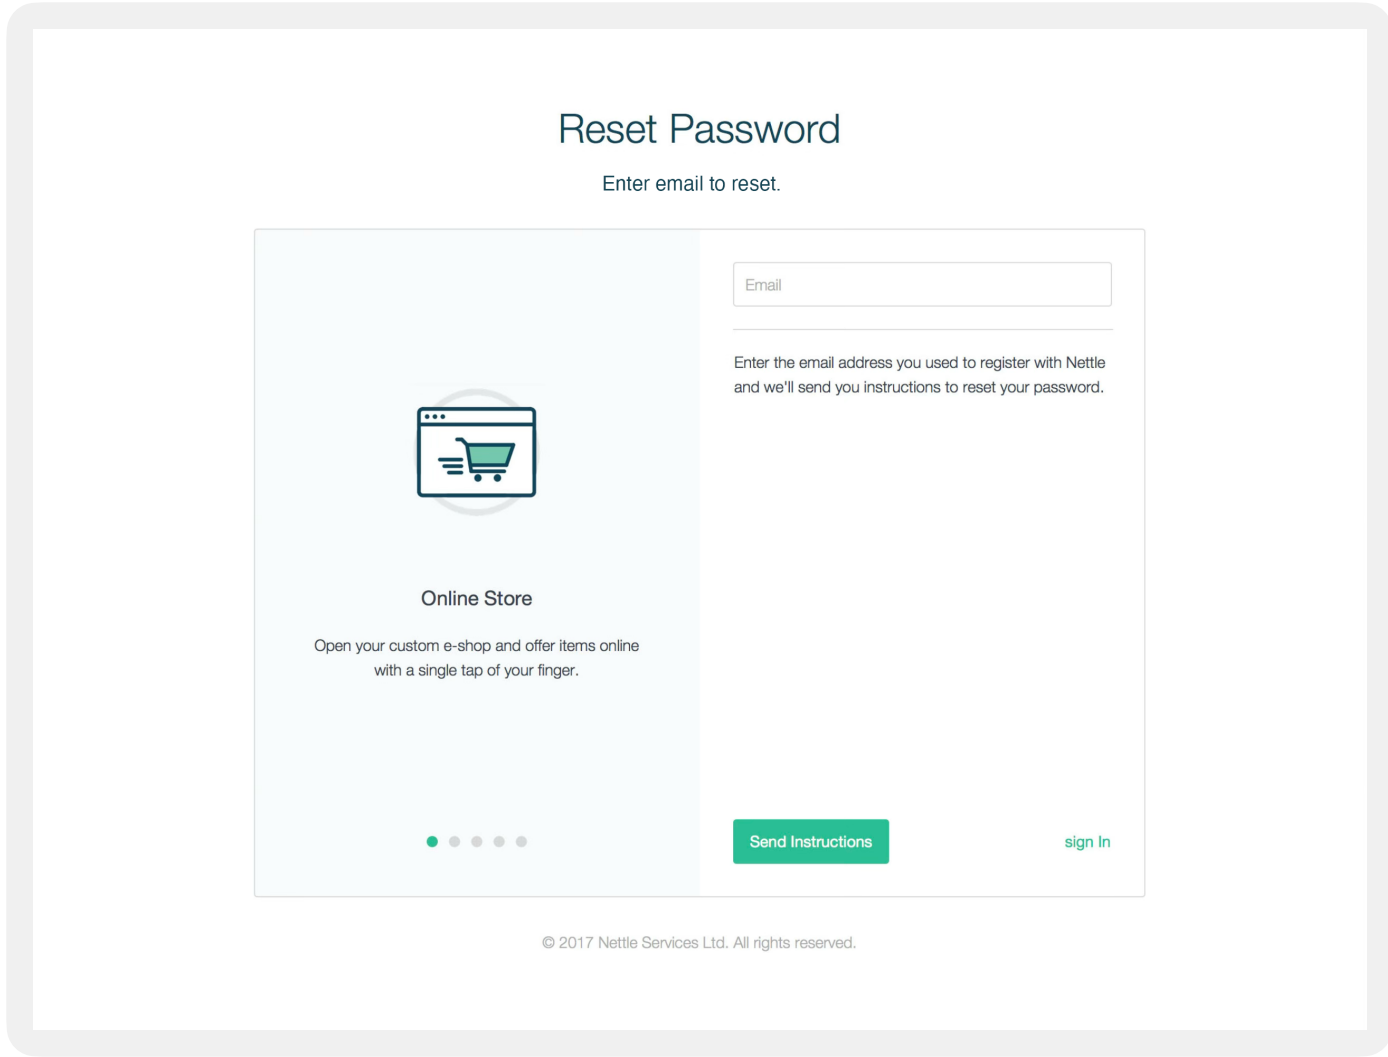 Reset Password
Enter email to reset.
Email
Enter the email address you used to register with Nettle
and we'll send you instructions to reset your password.
Online Store
Open your custom e-shop and offer items online
with a single tap of your finger.
Send Instructions
sign In
© 2017 Nettle Services Ltd. All rights reserved.